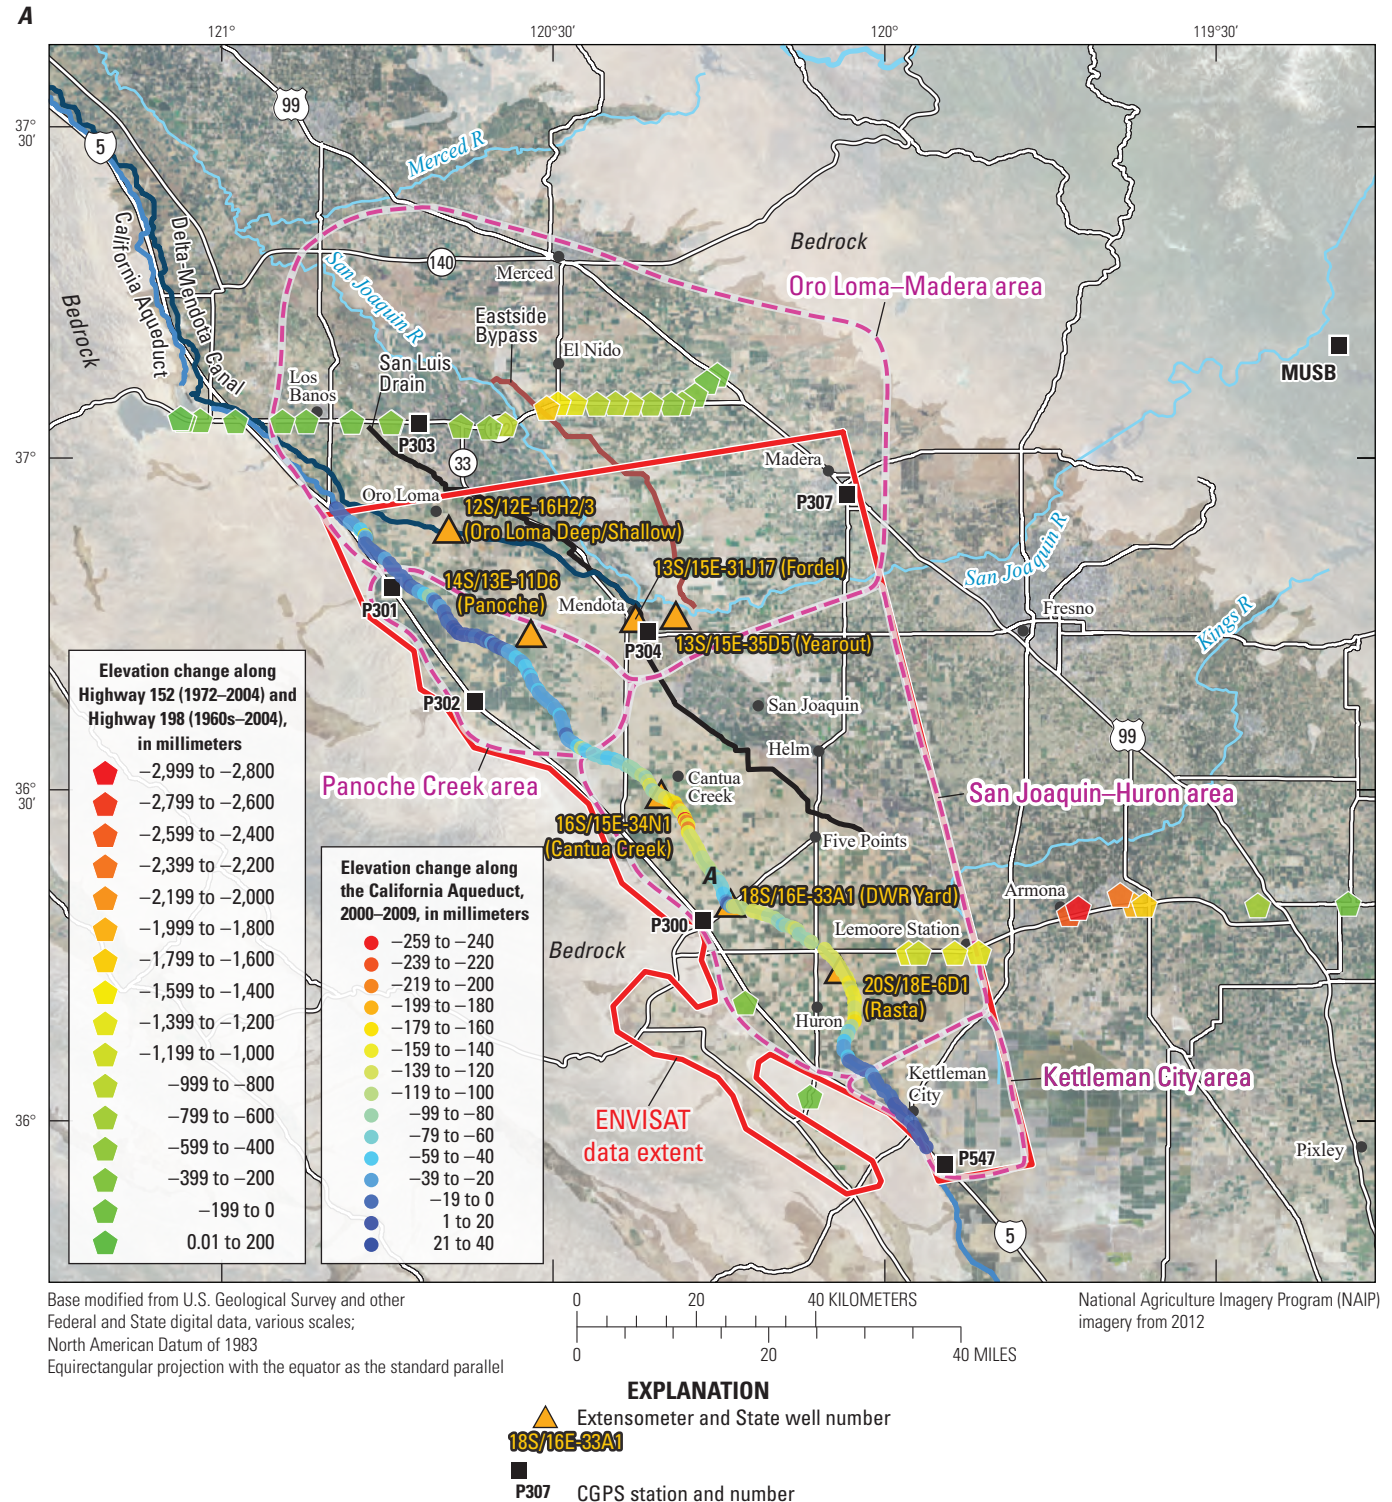 A
121°
120°30′
120°
119°30′
37°
30′
37°
36°
30′
36°
99
5
Merced R
California Aqueduct
Delta-Mendota Canal
Bedrock
San Joaquin R
140
Merced
Bedrock
Oro Loma–Madera area
Eastside
Bypass
El Nido
San Luis
Drain
Los
Banos
MUSB
P303
33
Madera
P307
Oro Loma
12S/12E-16H2/3
(Oro Loma Deep/Shallow)
13S/15E-31J17 (Fordel)
14S/13E-11D6
(Panoche)
Mendota
San Joaquin R
Fresno
Kings R
P301
P304
13S/15E-35D5 (Yearout)
P302
San Joaquin
Helm
99
Panoche Creek area
Cantua
Creek
San Joaquin–Huron area
16S/15E-34N1
(Cantua Creek)
Five Points
A
18S/16E-33A1 (DWR Yard)
Armona
P300
Lemoore Station
Bedrock
20S/18E-6D1
(Rasta)
Huron
Kettleman
City
Kettleman City area
ENVISAT
data extent
P547
Pixley
5
Elevation change along
Highway 152 (1972–2004) and
Highway 198 (1960s–2004),
in millimeters
−2,999 to −2,800
−2,799 to −2,600
−2,599 to −2,400
−2,399 to −2,200
−2,199 to −2,000
−1,999 to −1,800
−1,799 to −1,600
−1,599 to −1,400
−1,399 to −1,200
−1,199 to −1,000
−999 to −800
−799 to −600
−599 to −400
−399 to −200
−199 to 0
0.01 to 200
Elevation change along
the California Aqueduct,
2000–2009, in millimeters
−259 to −240
−239 to −220
−219 to −200
−199 to −180
−179 to −160
−159 to −140
−139 to −120
−119 to −100
−99 to −80
−79 to −60
−59 to −40
−39 to −20
−19 to 0
1 to 20
21 to 40
Base modified from U.S. Geological Survey and other
Federal and State digital data, various scales;
North American Datum of 1983
Equirectangular projection with the equator as the standard parallel
0 20 40 KILOMETERS
0 20 40 MILES
National Agriculture Imagery Program (NAIP)
imagery from 2012
EXPLANATION
Extensometer and State well number
18S/16E-33A1
P307 CGPS station and number